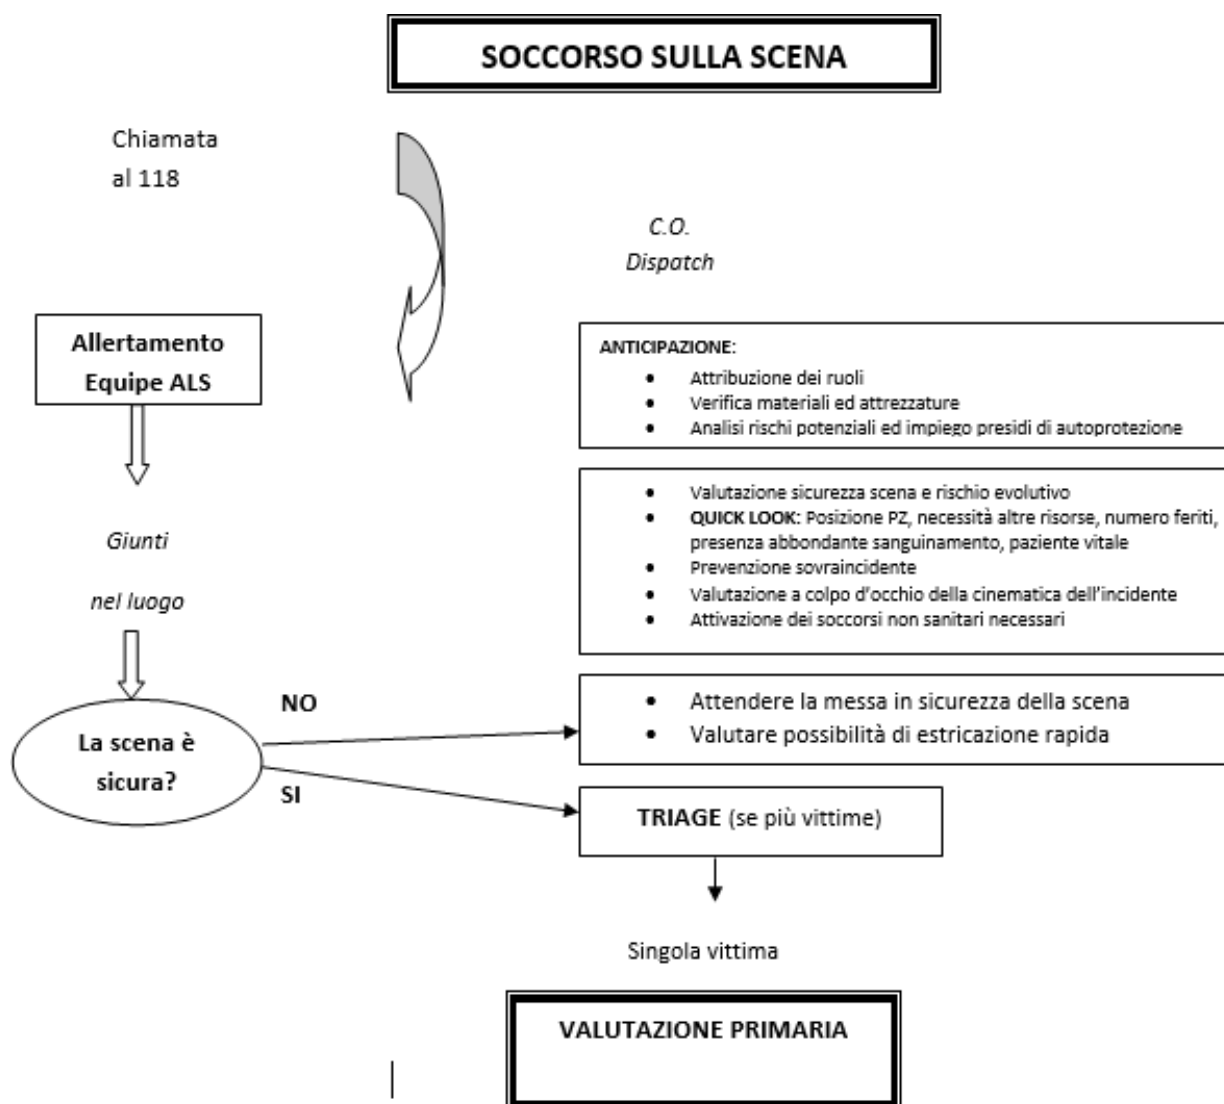 SOCCORSO SULLA SCENA
Chiamata
al 118
C.O.
Dispatch
Allertamento
Equipe ALS
ANTICIPAZIONE:
• Attribuzione dei ruoli
• Verifica materiali ed attrezzature
• Analisi rischi potenziali ed impiego presidi di autoprotezione
Giunti
nel luogo
• Valutazione sicurezza scena e rischio evolutivo
• QUICK LOOK: Posizione PZ, necessità altre risorse, numero feriti,
presenza abbondante sanguinamento, paziente vitale
• Prevenzione sovraincidente
• Valutazione a colpo d'occhio della cinematica dell'incidente
• Attivazione dei soccorsi non sanitari necessari
La scena è
sicura?
NO
• Attendere la messa in sicurezza della scena
• Valutare possibilità di estricazione rapida
SI
TRIAGE (se più vittime)
Singola vittima
VALUTAZIONE PRIMARIA